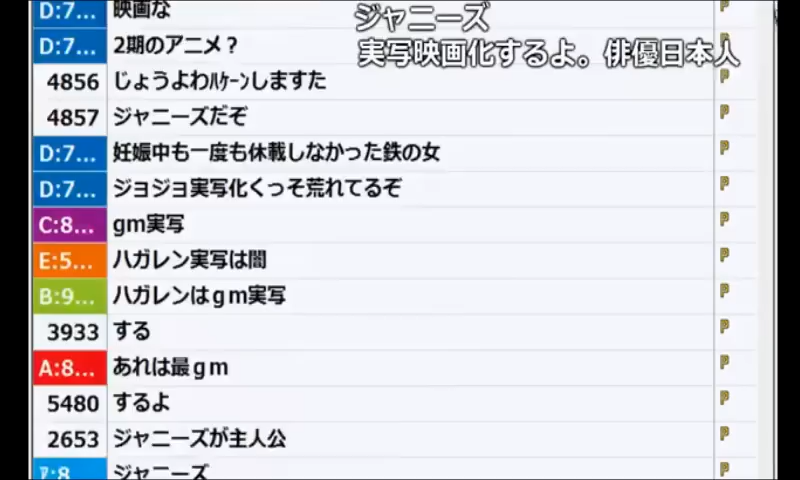 ジャニーズ
実写映画化するよ。俳優日本人
D:7... 映画な P
D:7... 2期のアニメ？
4856 じょうよわﾊｹｰﾝしますた P
4857 ジャニーズだぞ P
D:7... 妊娠中も一度も休載しなかった鉄の女 P
D:7... ジョジョ実写化くっそ荒れてるぞ P
C:8... gm実写 P
E:5... ハガレン実写は闇 P
B:9... ハガレンはｇｍ実写 P
3933 する P
A:8... あれは最ｇｍ P
5480 するよ P
2653 ジャニーズが主人公 P
ｱ:8 ジャニーズ P